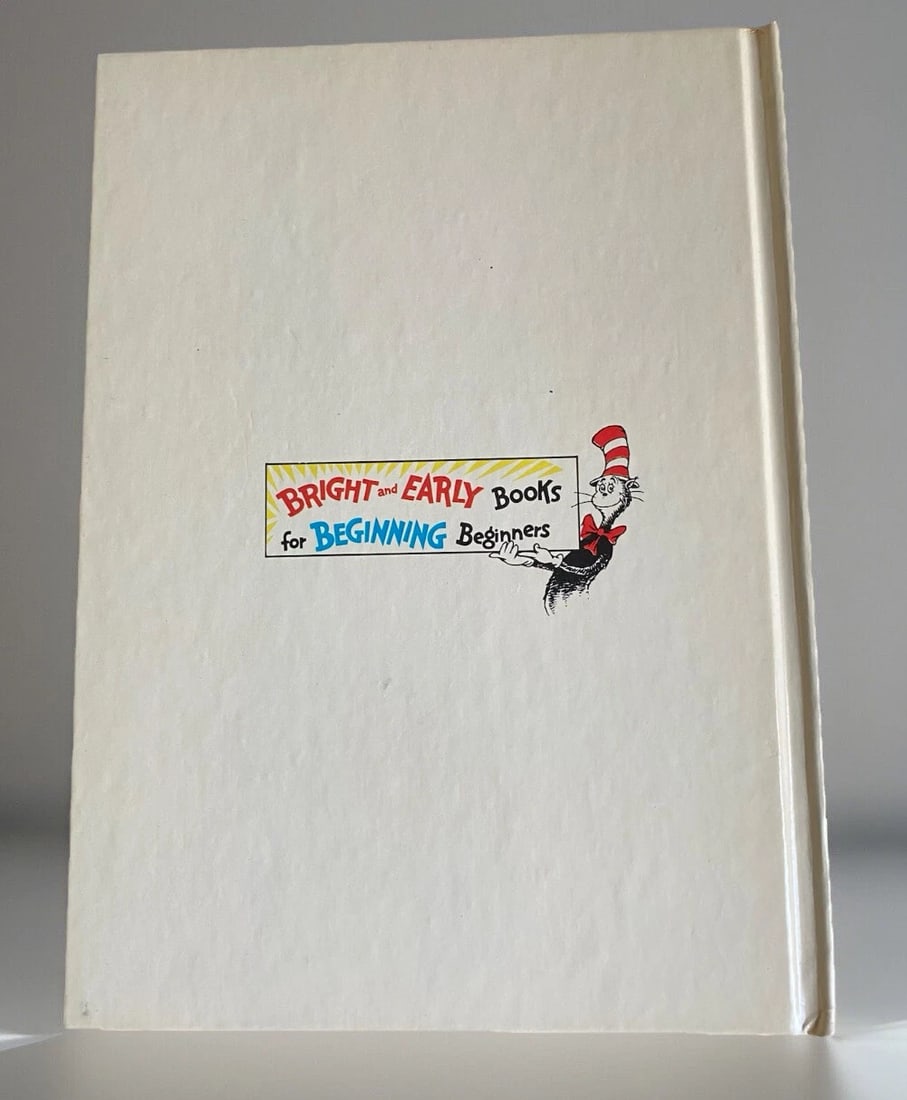 BRIGHT and EARLY Books
for BEGINNING Beginners